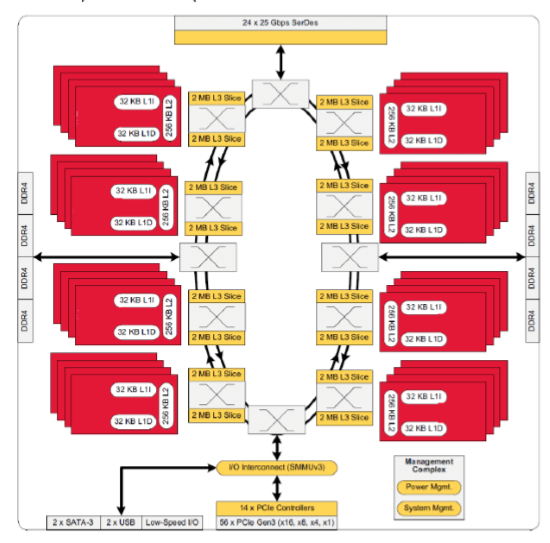 24 x 25 Gbps SerDes
2 MB L3 Slice
2 MB L3 Slice
32 KB L1I
32 KB L1D
256 KB L2
2 MB L3 Slice
2 MB L3 Slice
32 KB L1I
32 KB L1D
256 KB L2
2 MB L3 Slice
2 MB L3 Slice
32 KB L1I
32 KB L1D
256 KB L2
2 MB L3 Slice
2 MB L3 Slice
32 KB L1I
32 KB L1D
256 KB L2
DDR4
DDR4
DDR4
DDR4
DDR4
DDR4
DDR4
DDR4
32 KB L1I
32 KB L1D
256 KB L2
2 MB L3 Slice
2 MB L3 Slice
32 KB L1I
32 KB L1D
256 KB L2
2 MB L3 Slice
2 MB L3 Slice
32 KB L1I
32 KB L1D
256 KB L2
2 MB L3 Slice
2 MB L3 Slice
32 KB L1I
32 KB L1D
256 KB L2
2 MB L3 Slice
2 MB L3 Slice
I/O Interconnect (SMMUv3)
Management
Complex
Power Mgmt.
System Mgmt.
14 x PCIe Controllers
2 x SATA-3
2 x USB
Low-Speed I/O
56 x PCIe Gen3 (x16, x8, x4, x1)